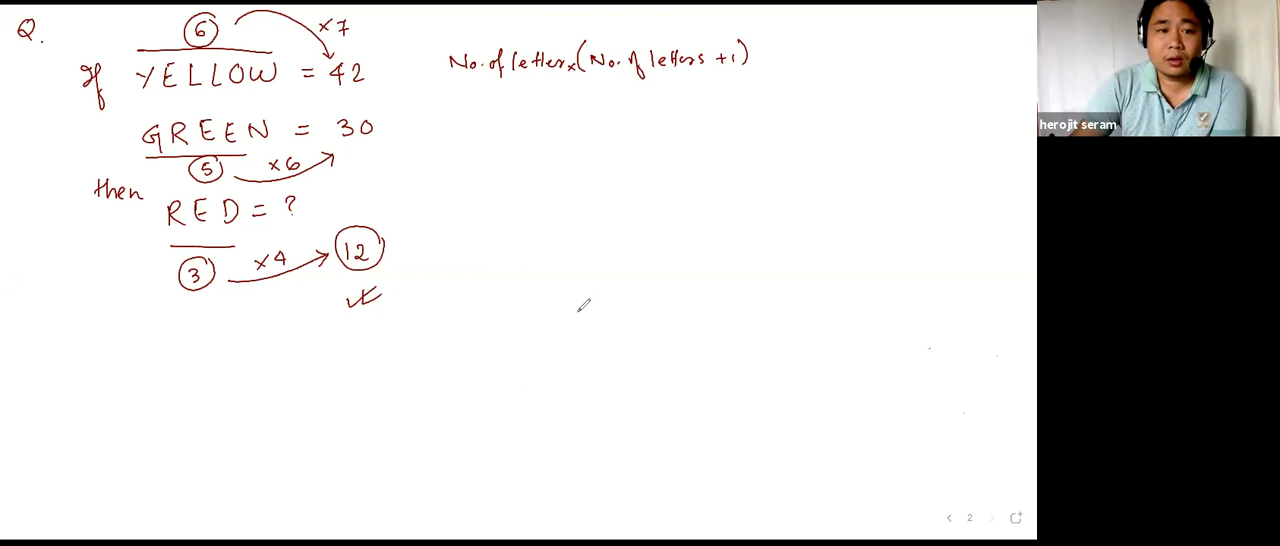 Q.
6 ×7
If YELLOW = 42
No. of letter × (No. of letters + 1)
GREEN = 30
5 ×6
then
RED = ?
3 ×4 12
herojit seram
2